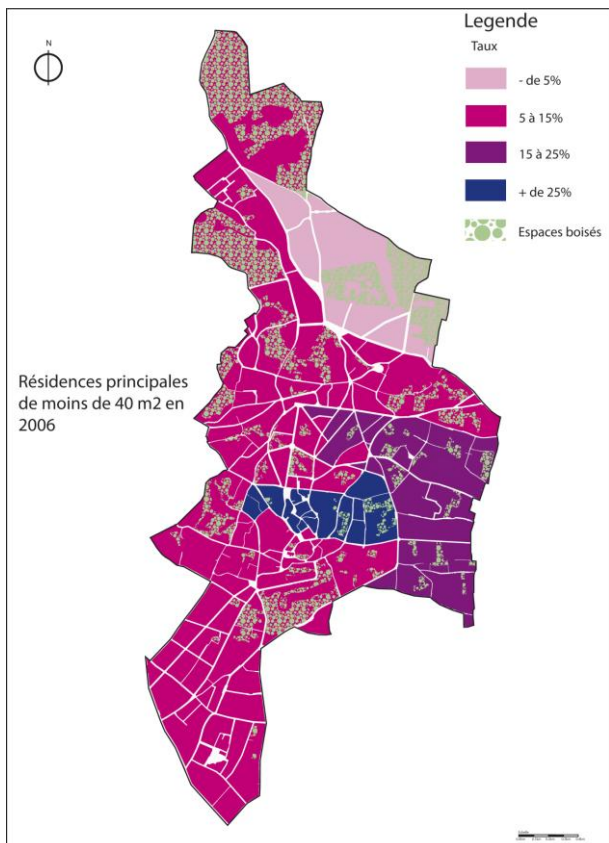 N
Legende
Taux
- de 5%
5 à 15%
15 à 25%
+ de 25%
Espaces boisés
Résidences principales
de moins de 40 m2 en
2006